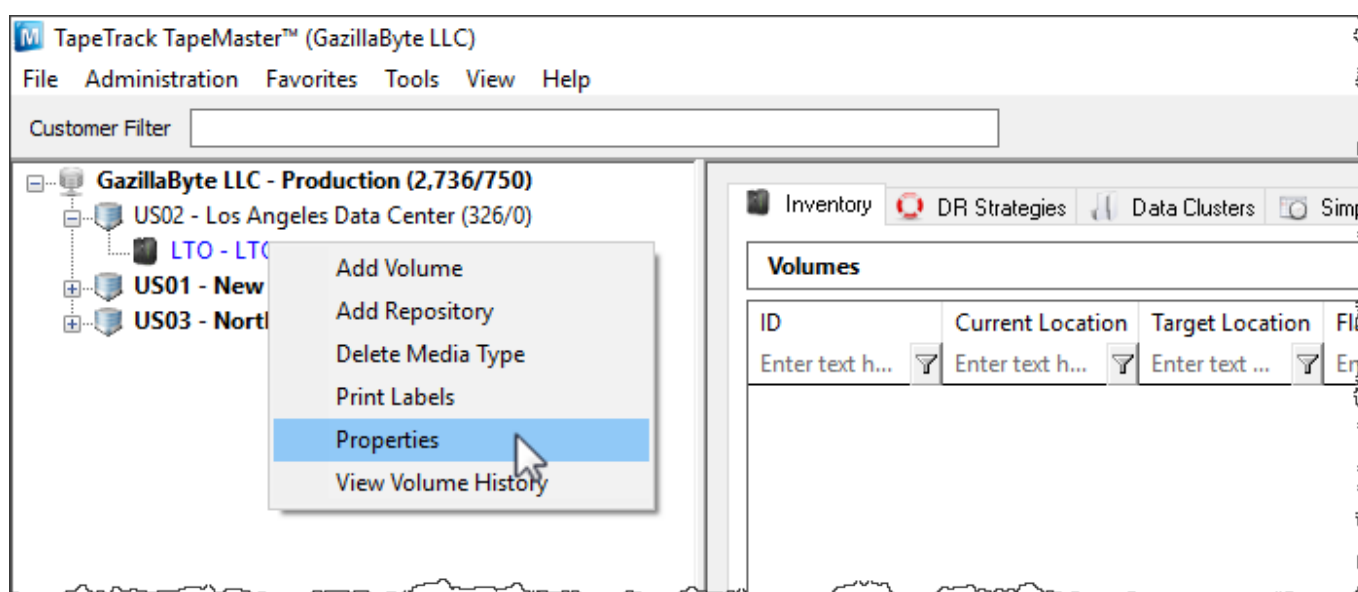 TapeTrack TapeMaster™ (GazillaByte LLC)
File Administration Favorites Tools View Help
Customer Filter
GazillaByte LLC - Production (2,736/750)
US02 - Los Angeles Data Center (326/0)
LTO -
US01 - New
US03 -
Add Volume
Add Repository
Delete Media Type
Print Labels
Properties
View Volume History
Inventory DR Strategies Data Clusters
Volumes
ID Current Location Target Location
Enter text h... Enter text h... Enter text ...